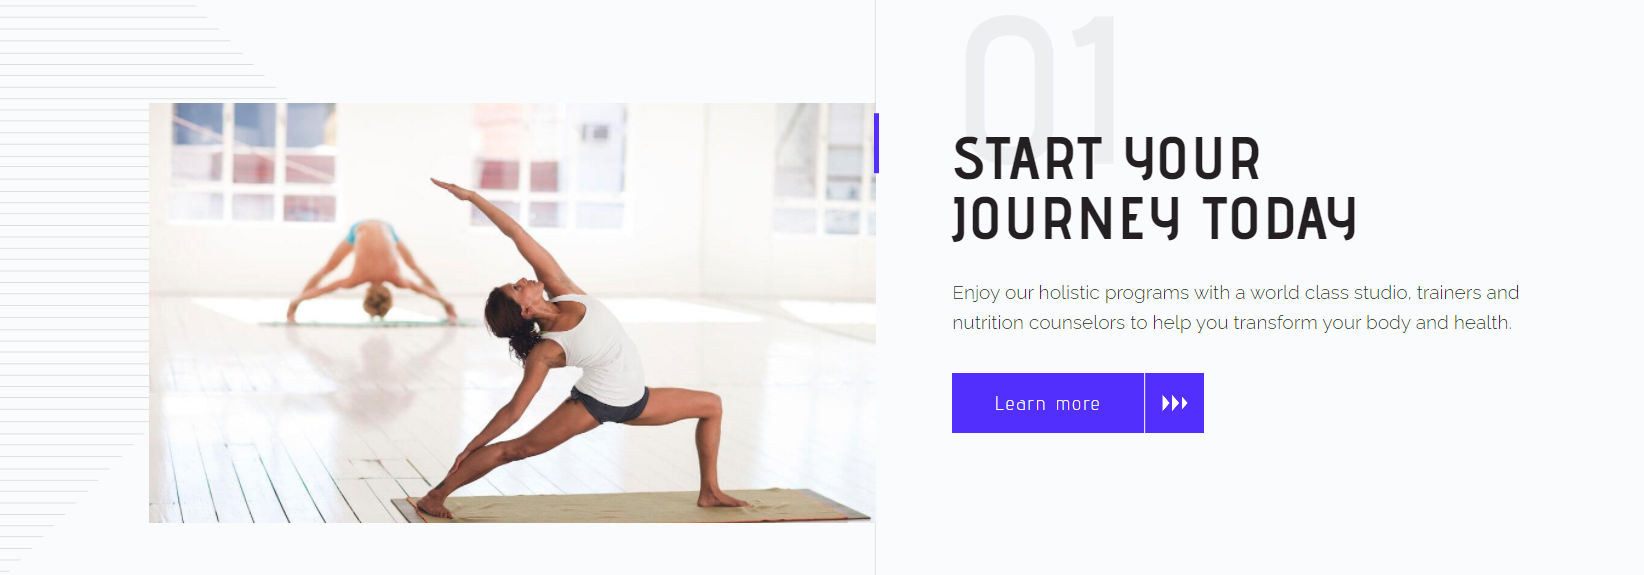 01
START YOUR
JOURNEY TODAY
Enjoy our holistic programs with a world class studio, trainers and
nutrition counselors to help you transform your body and health.
Learn more